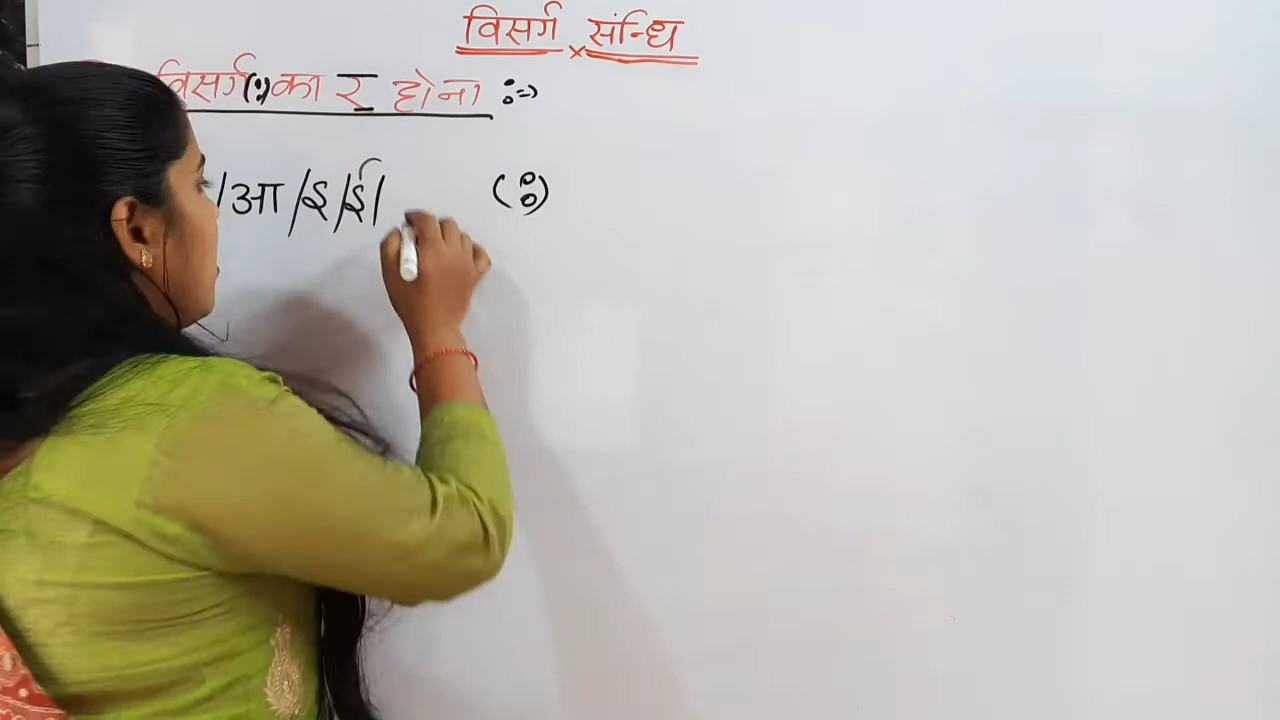 विसर्ग संन्धि
विसर्ग(:) का र् होना :->
/आ /इ /ई/ (:)